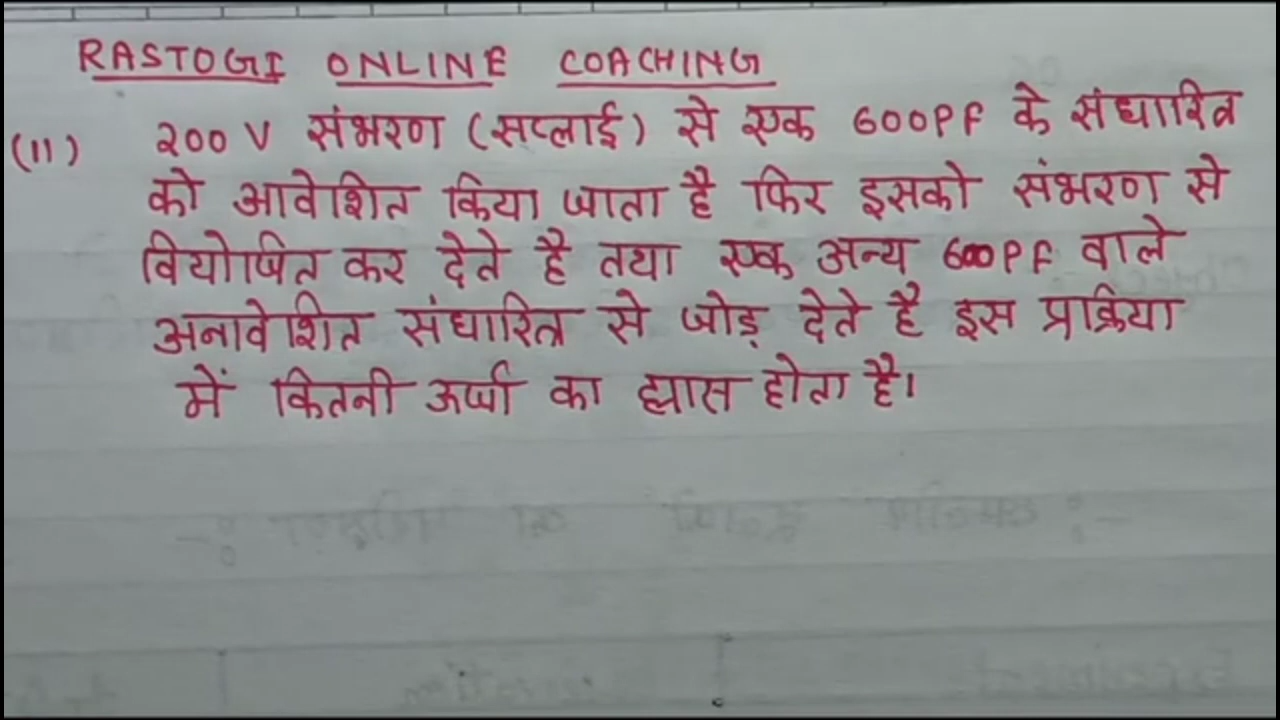 RASTOGI ONLINE COACHING
(11) 200 V संभरण (सप्लाई) से एक 600PF के संधारित्र
को आवेशित किया जाता है फिर इसको संभरण से
वियोजित कर देते है तथा एक अन्य 600PF वाले
अनावेशित संधारित्र से जोड़ देते है इस प्रक्रिया
में कितनी ऊर्जा का ह्यास होता है।